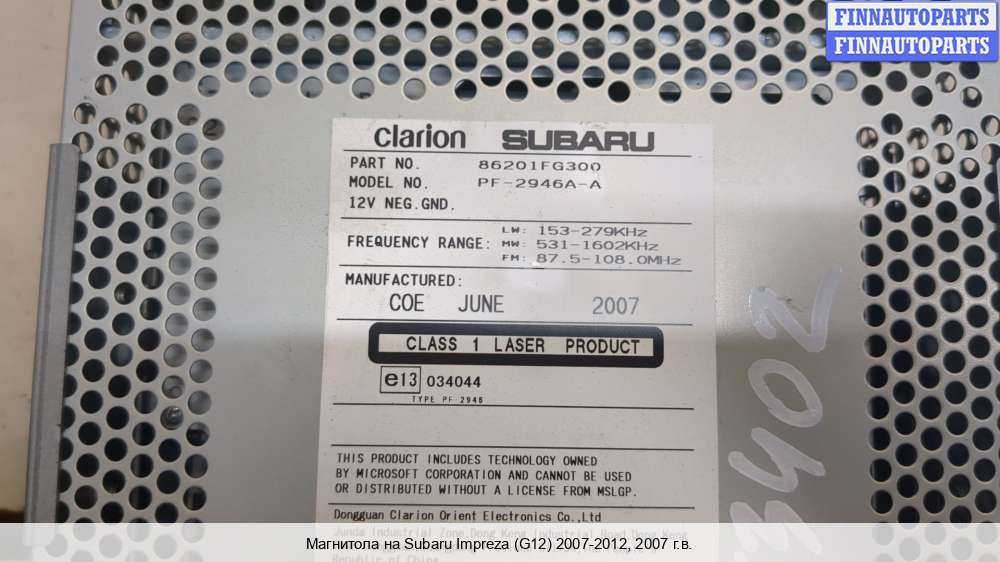 FINNAUTOPARTS
FINNAUTOPARTS
clarion SUBARU
PART NO. 86201FG300
MODEL NO. PF-2946A-A
12V NEG.GND.
FREQUENCY RANGE: LW: 153-279KHz
MW: 531-1602KHz
FM: 87.5-108.0MHz
MANUFACTURED:
COE JUNE 2007
CLASS 1 LASER PRODUCT
e13 034044
TYPE PF-2946
THIS PRODUCT INCLUDES TECHNOLOGY OWNED
BY MICROSOFT CORPORATION AND CANNOT BE USED
OR DISTRIBUTED WITHOUT A LICENSE FROM MSLGP.
Dongguan Clarion Orient Electronics Co.,Ltd
3402
Магнитола на Subaru Impreza (G12) 2007-2012, 2007 г.в.